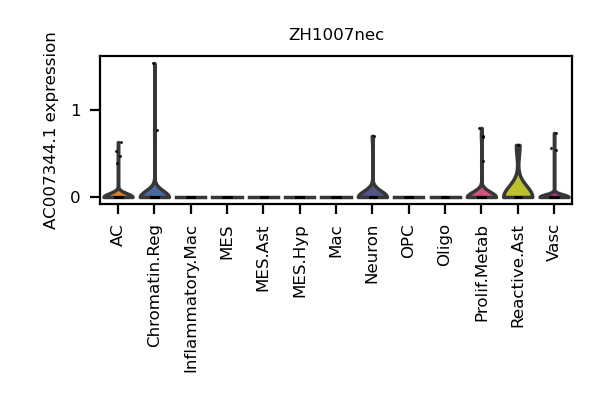 ZH1007nec
AC007344.1 expression
1
0
AC
Chromatin.Reg
Inflammatory.Mac
MES
MES.Ast
MES.Hyp
Mac
Neuron
OPC
Oligo
Prolif.Metab
Reactive.Ast
Vasc